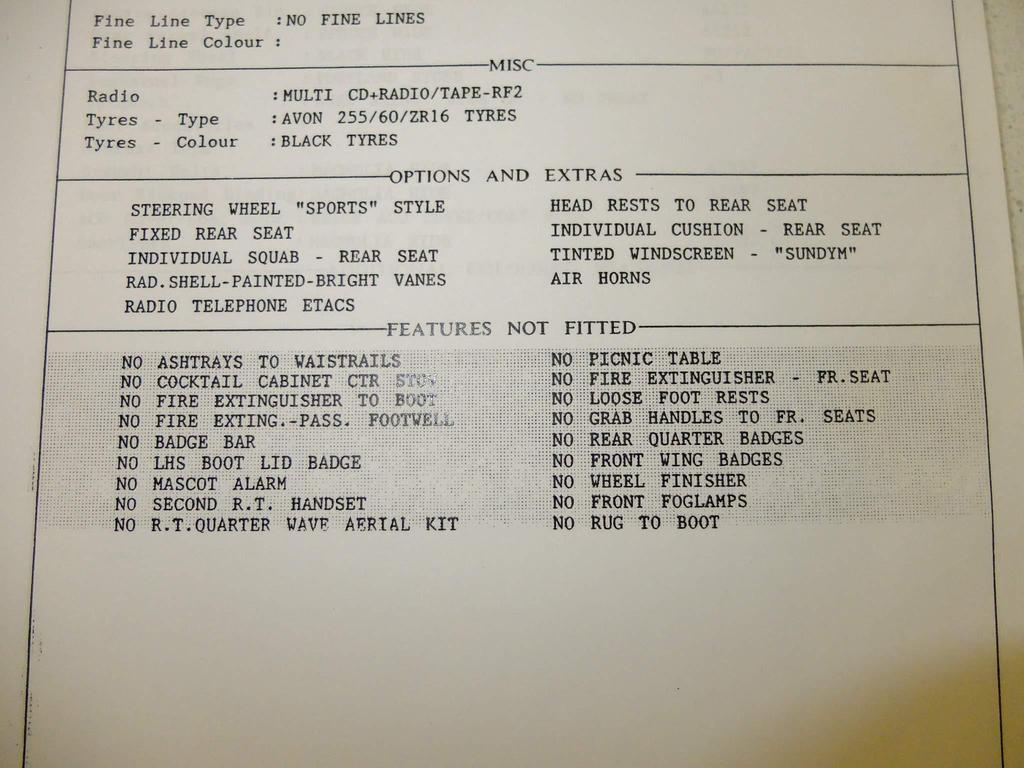 Fine Line Type :NO FINE LINES
Fine Line Colour :
MISC
Radio :MULTI CD+RADIO/TAPE-RF2
Tyres - Type :AVON 255/60/ZR16 TYRES
Tyres - Colour :BLACK TYRES
OPTIONS AND EXTRAS
STEERING WHEEL "SPORTS" STYLE HEAD RESTS TO REAR SEAT
FIXED REAR SEAT INDIVIDUAL CUSHION - REAR SEAT
INDIVIDUAL SQUAB - REAR SEAT TINTED WINDSCREEN - "SUNDYM"
RAD.SHELL-PAINTED-BRIGHT VANES AIR HORNS
RADIO TELEPHONE ETACS
FEATURES NOT FITTED
NO ASHTRAYS TO WAISTRAILS NO PICNIC TABLE
NO COCKTAIL CABINET CTR NO FIRE EXTINGUISHER - FR.SEAT
NO FIRE EXTINGUISHER TO BOOT NO LOOSE FOOT RESTS
NO FIRE EXTING.-PASS. FOOTWELL NO GRAB HANDLES TO FR. SEATS
NO BADGE BAR NO REAR QUARTER BADGES
NO LHS BOOT LID BADGE NO FRONT WING BADGES
NO MASCOT ALARM NO WHEEL FINISHER
NO SECOND R.T. HANDSET NO FRONT FOGLAMPS
NO R.T.QUARTER WAVE AERIAL KIT NO RUG TO BOOT